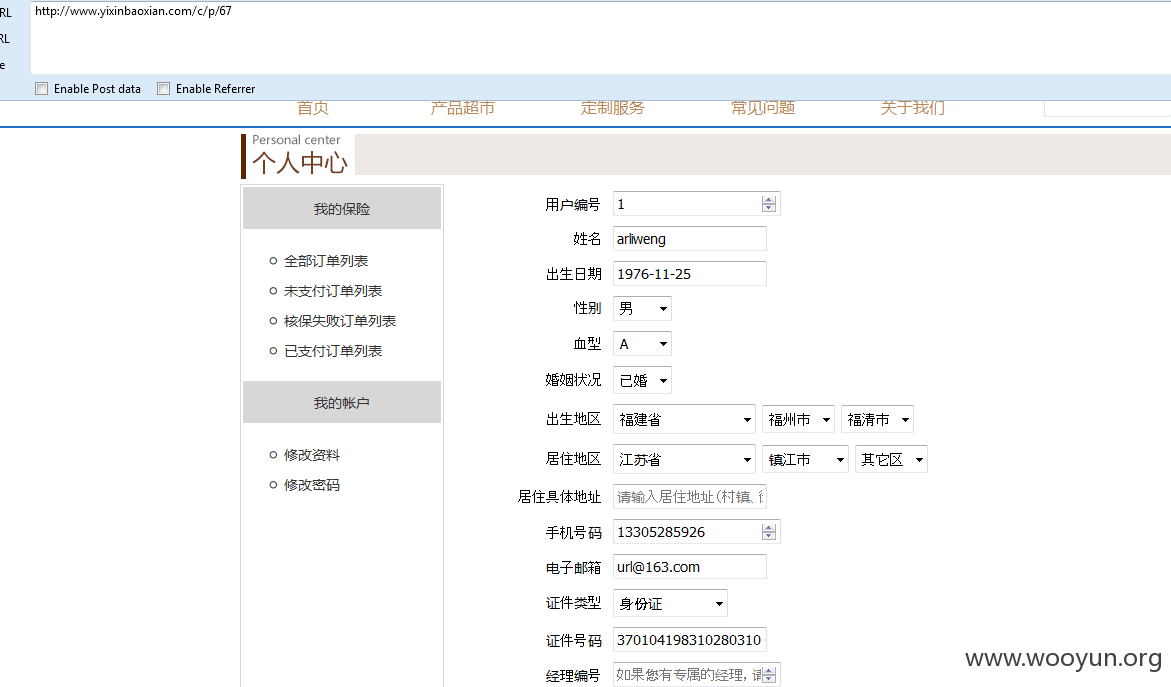 RL
http://www.yixinbaoxian.com/c/p/67
RL
e
Enable Post data Enable Referrer
首页 产品超市 定制服务 常见问题 关于我们
Personal center
个人中心
我的保险
全部订单列表
未支付订单列表
核保失败订单列表
已支付订单列表
我的帐户
修改资料
修改密码
用户编号 1
姓名 arliweng
出生日期 1976-11-25
性别 男
血型 A
婚姻状况 已婚
出生地区 福建省 福州市 福清市
居住地区 江苏省 镇江市 其它区
居住具体地址 请输入居住地址(村镇、
手机号码 13305285926
电子邮箱 url@163.com
证件类型 身份证
证件号码 370104198310280310
经理编号 如果您有专属的经理,
www.wooyun.org